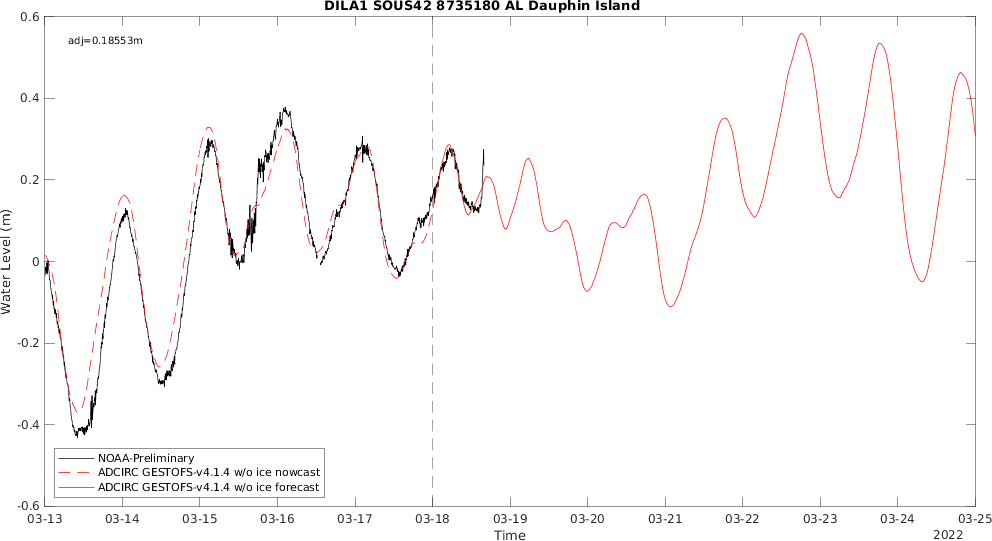 DILA1 SOUS42 8735180 AL Dauphin Island
adj=0.18553m
0.6
0.4
0.2
0
-0.2
-0.4
-0.6
Water Level (m)
NOAA-Preliminary
ADCIRC GESTOFS-v4.1.4 w/o ice nowcast
ADCIRC GESTOFS-v4.1.4 w/o ice forecast
03-13 03-14 03-15 03-16 03-17 03-18 03-19 03-20 03-21 03-22 03-23 03-24 03-25
Time
2022